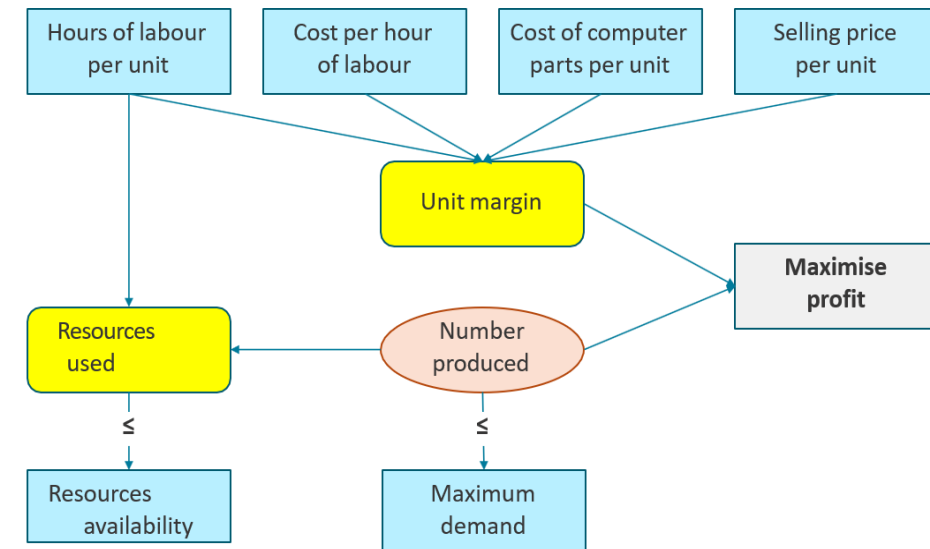 Hours of labour
per unit
Cost per hour
of labour
Cost of computer
parts per unit
Selling price
per unit
Unit margin
Maximise
profit
Resources
used
Number
produced
≤
≤
Resources
availability
Maximum
demand